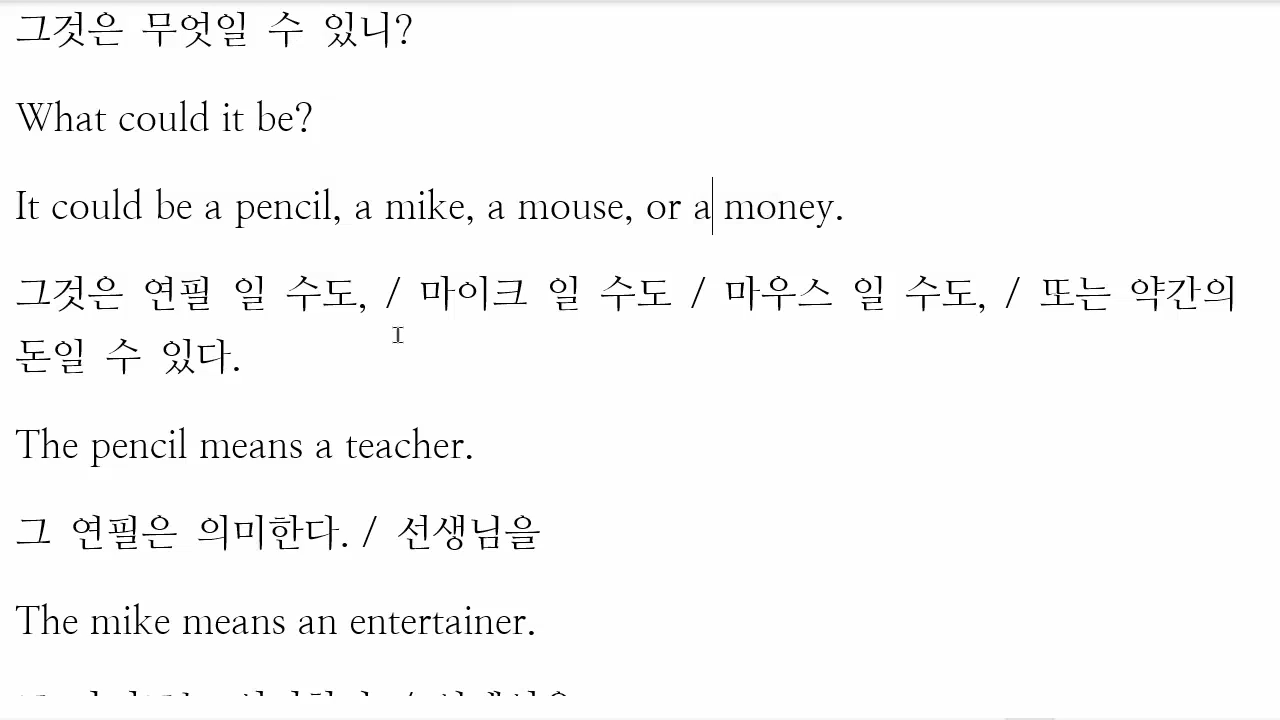 그것은 무엇일 수 있니?
What could it be?
It could be a pencil, a mike, a mouse, or a money.
그것은 연필 일 수도, / 마이크 일 수도 / 마우스 일 수도, / 또는 약간의
돈일 수 있다.
The pencil means a teacher.
그 연필은 의미한다. / 선생님을
The mike means an entertainer.